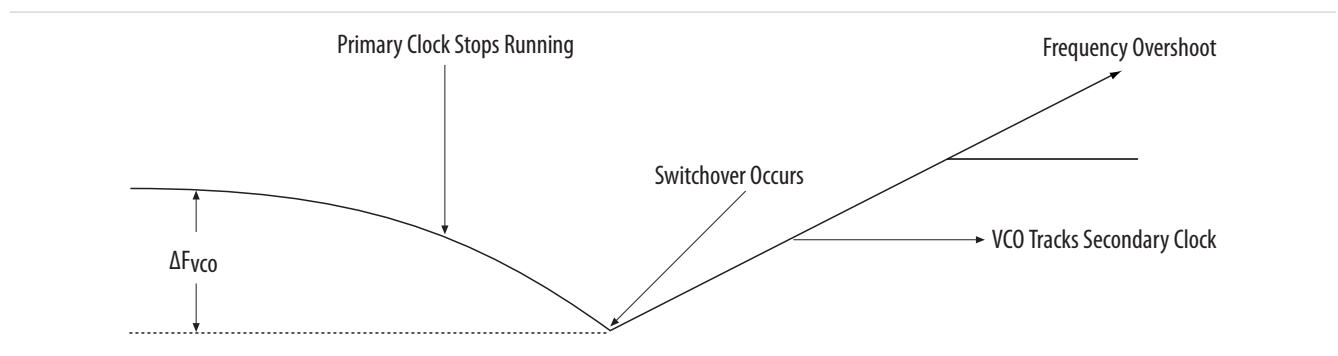 Primary Clock Stops Running
Frequency Overshoot
Switchover Occurs
VCO Tracks Secondary Clock
ΔFvco